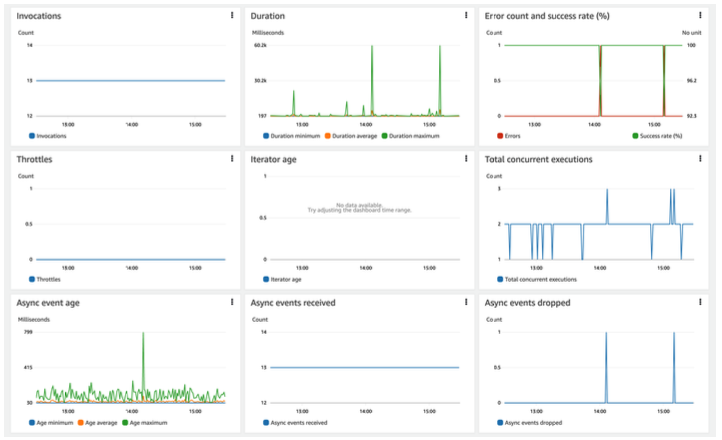 Invocations
Count
14
13
12
13:00 14:00 15:00
Invocations
Duration
Milliseconds
60.2k
30.2k
197
13:00 14:00 15:00
Duration minimum Duration average Duration maximum
Error count and success rate (%)
Count No unit
1 100
0.5 96.2
0 92.3
13:00 14:00 15:00
Errors Success rate (%)
Throttles
Count
1
0.5
0
13:00 14:00 15:00
Throttles
Iterator age
1
0.5
0
No data available.
Try adjusting the dashboard time range.
13:00 14:00 15:00
Iterator age
Total concurrent executions
Count
3
2
1
13:00 14:00 15:00
Total concurrent executions
Async event age
Milliseconds
799
415
30
13:00 14:00 15:00
Age minimum Age average Age maximum
Async events received
Count
14
13
12
13:00 14:00 15:00
Async events received
Async events dropped
Count
1
0.5
0
13:00 14:00 15:00
Async events dropped